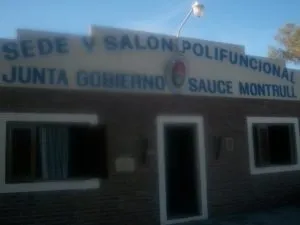 SEDE Y SALON POLIFUNCIONAL
JUNTA GOBIERNO SAUCE MONTRULL